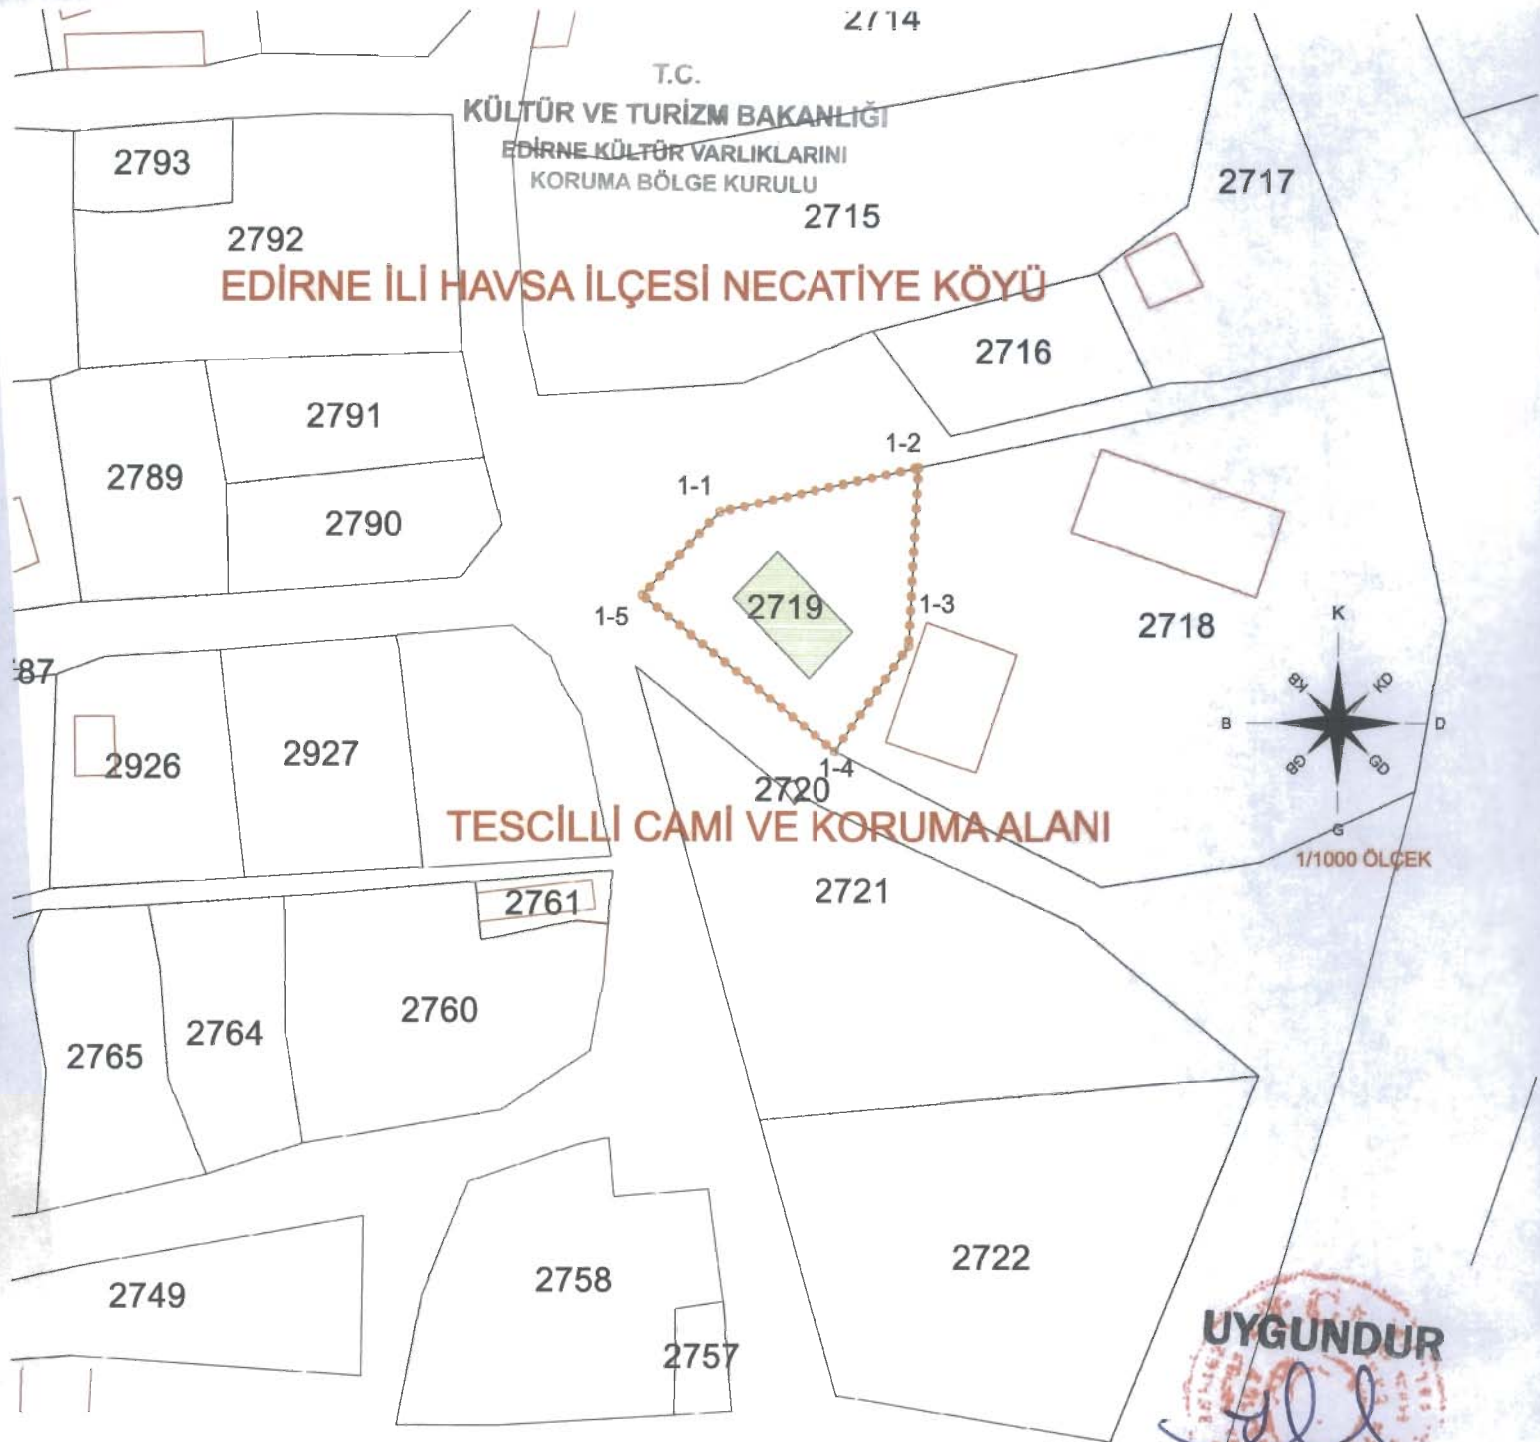 2714
T.C.
KÜLTÜR VE TURİZM BAKANLIĞI
EDİRNE KÜLTÜR VARLIKLARINI
KORUMA BÖLGE KURULU
2793
2717
2715
2792
EDİRNE İLİ HAVSA İLÇESİ NECATİYE KÖYÜ
2716
2791
1-2
2789
1-1
2790
2719
1-3
1-5
2718
K
KB
KD
87
B
D
2926
2927
GB
GD
1-4
2720
TESCİLLİ CAMİ VE KORUMA ALANI
G
1/1000 ÖLÇEK
2721
2761
2760
2764
2765
2722
2758
2749
UYGUNDUR
2757